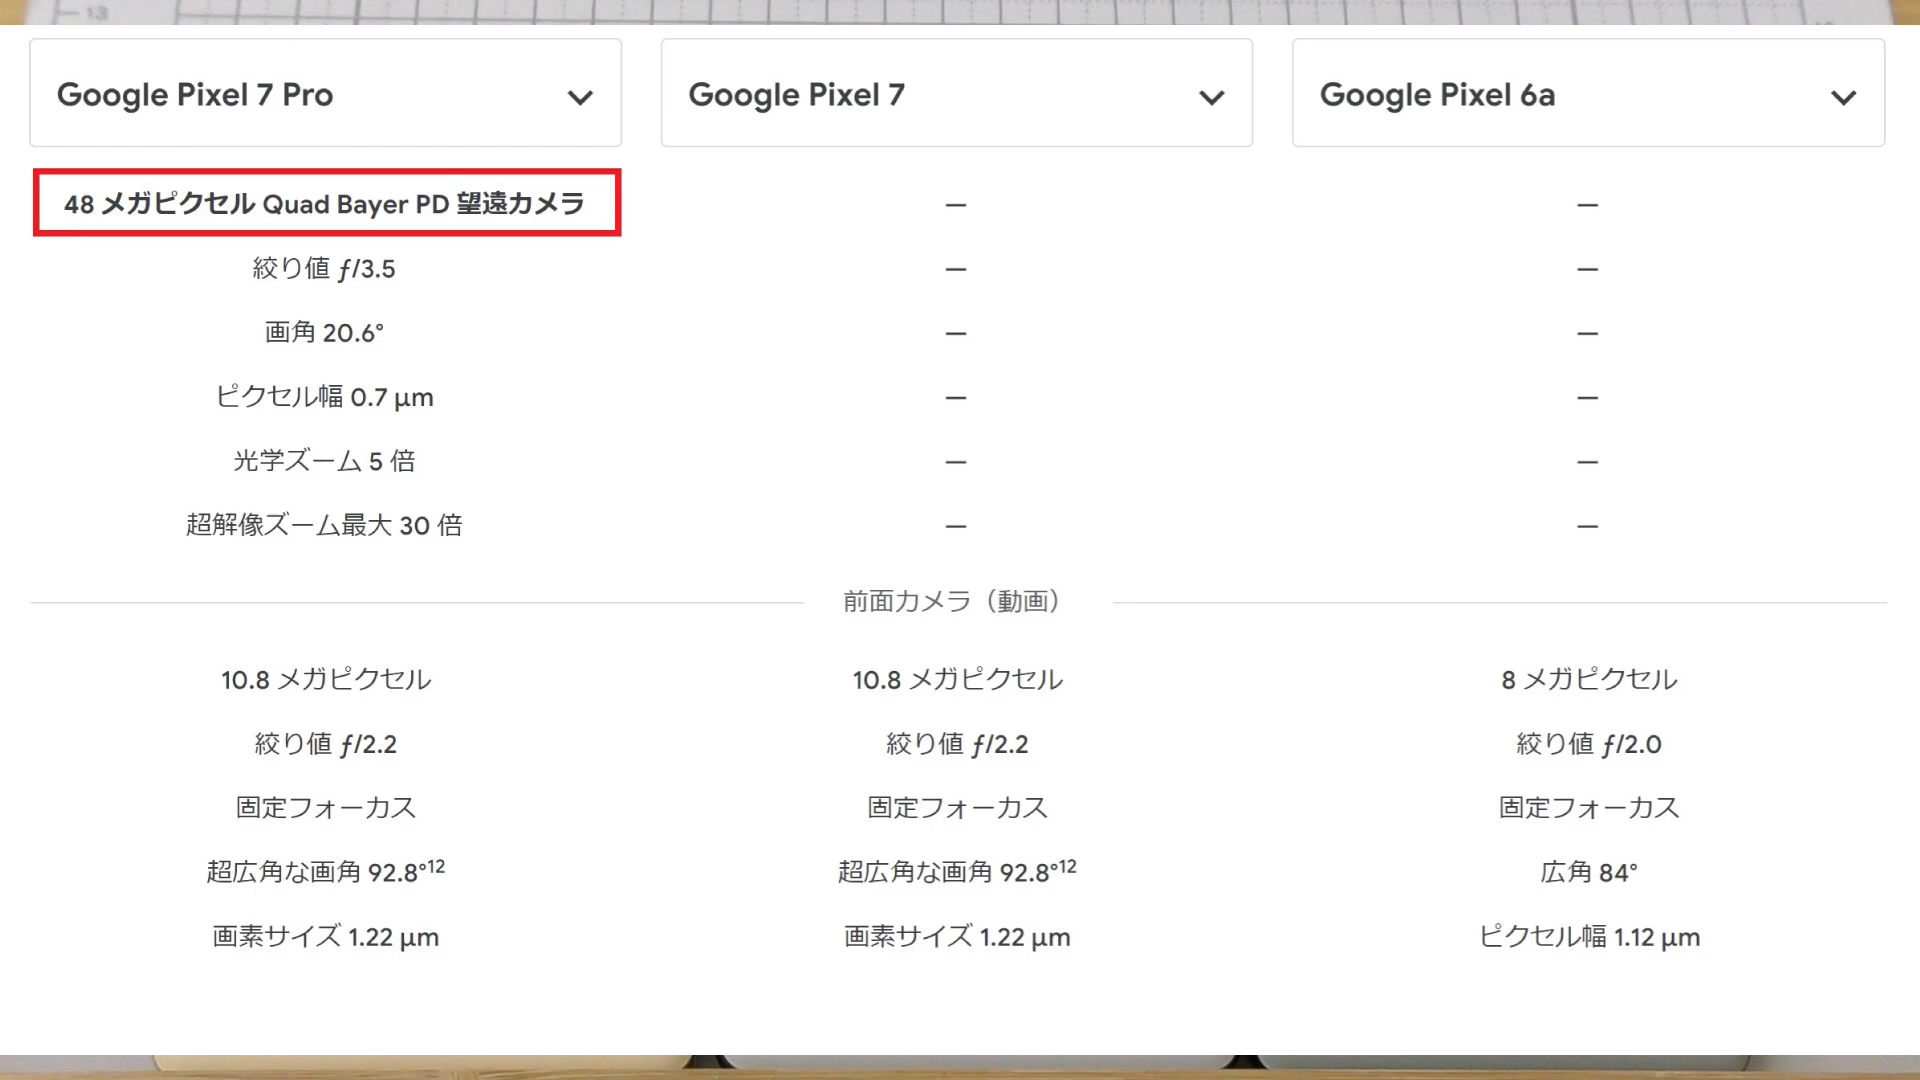 13
Google Pixel 7 Pro Google Pixel 7 Google Pixel 6a
48 メガピクセル Quad Bayer PD 望遠カメラ — —
絞り値 ƒ/3.5 — —
画角 20.6° — —
ピクセル幅 0.7 μm — —
光学ズーム 5 倍 — —
超解像ズーム最大 30 倍 — —
前面カメラ（動画）
10.8 メガピクセル 10.8 メガピクセル 8 メガピクセル
絞り値 ƒ/2.2 絞り値 ƒ/2.2 絞り値 ƒ/2.0
固定フォーカス 固定フォーカス 固定フォーカス
超広角な画角 92.8°¹² 超広角な画角 92.8°¹² 広角 84°
画素サイズ 1.22 μm 画素サイズ 1.22 μm ピクセル幅 1.12 μm